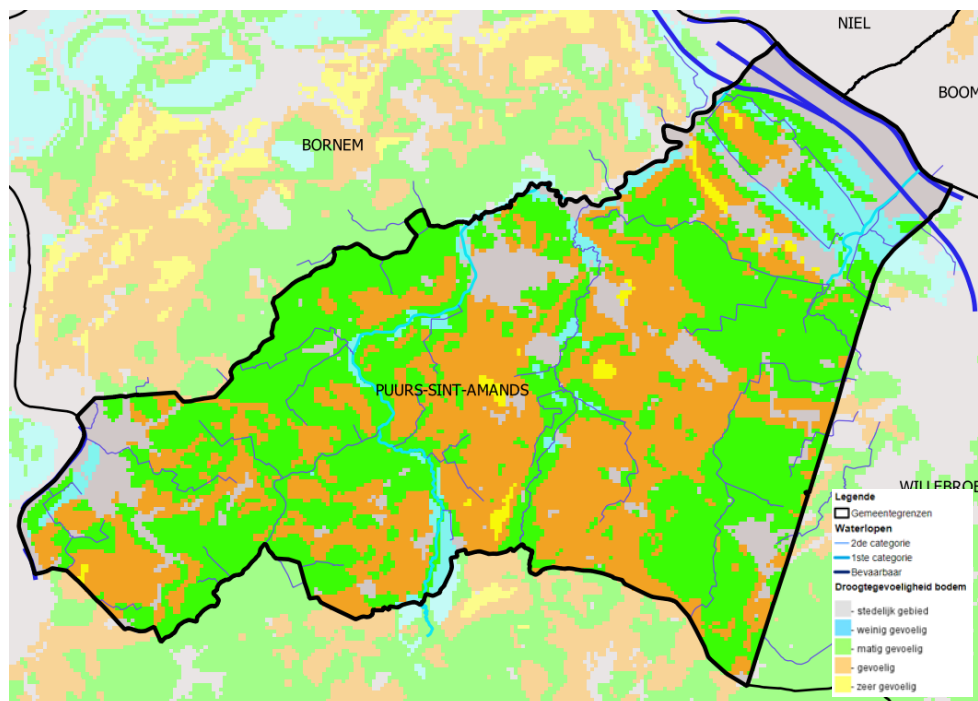 NIEL
BOOM
BORNEM
PUURS-SINT-AMANDS
WILLEBROE
Legende
Gemeentegrenzen
Waterlopen
2de categorie
1ste categorie
Bevaarbaar
Droogtegevoeligheid bodem
- stedelijk gebied
- weinig gevoelig
- matig gevoelig
- gevoelig
- zeer gevoelig